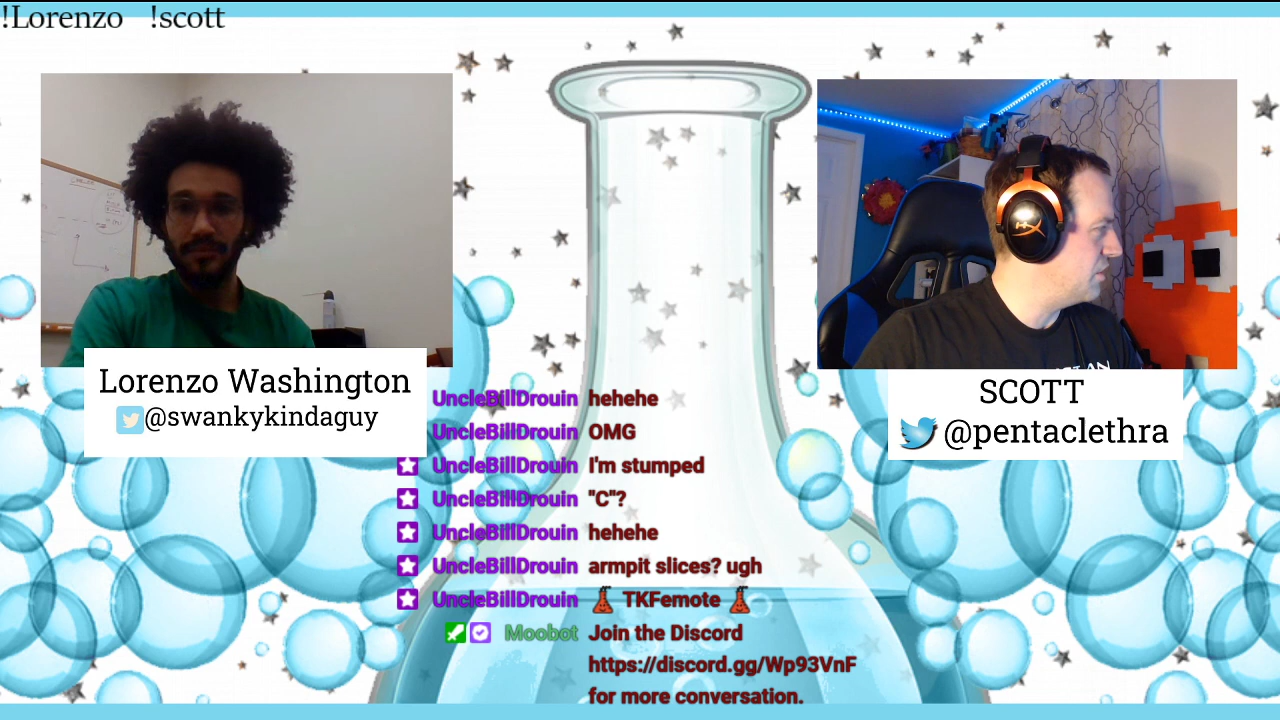 !Lorenzo !scott
Lorenzo Washington
@swankykindaguy
SCOTT
@pentaclethra
UncleBillDrouin hehehe
UncleBillDrouin OMG
UncleBillDrouin I'm stumped
UncleBillDrouin "C"?
UncleBillDrouin hehehe
UncleBillDrouin armpit slices? ugh
UncleBillDrouin TKFemote
Moobot Join the Discord
https://discord.gg/Wp93VnF
for more conversation.